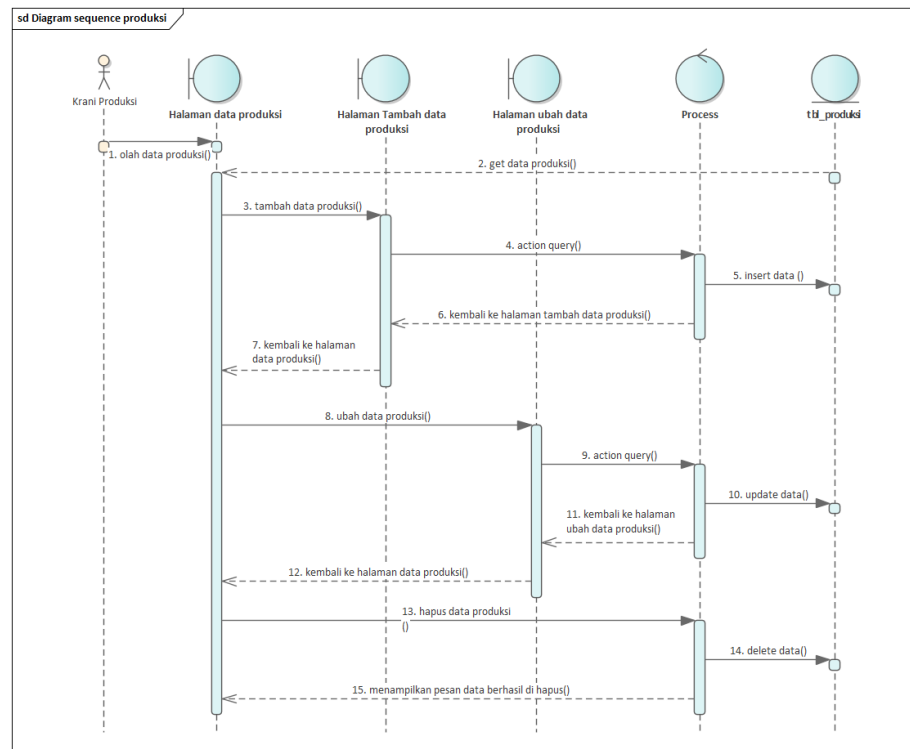 sd Diagram sequence produksi
Krani Produksi
Halaman data produksi
Halaman Tambah data
produksi
Halaman ubah data
produksi
Process
tbl_produksi
1. olah data produksi()
2. get data produksi()
3. tambah data produksi()
4. action query()
5. insert data ()
6. kembali ke halaman tambah data produksi()
7. kembali ke halaman
data produksi()
8. ubah data produksi()
9. action query()
10. update data()
11. kembali ke halaman
ubah data produksi()
12. kembali ke halaman data produksi()
13. hapus data produksi
()
14. delete data()
15. menampilkan pesan data berhasil di hapus()